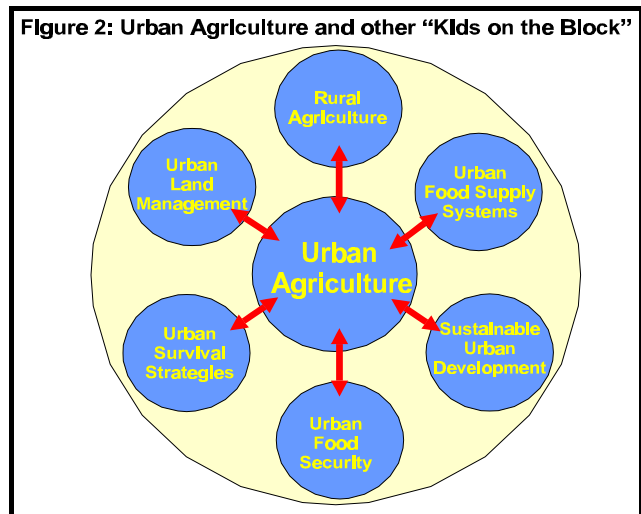 Figure 2: Urban Agriculture and other “Kids on the Block”
Rural
Agriculture
Urban
Land
Management
Urban
Food Supply
Systems
Urban
Agriculture
Urban
Survival
Strategies
Sustainable
Urban
Development
Urban
Food
Security